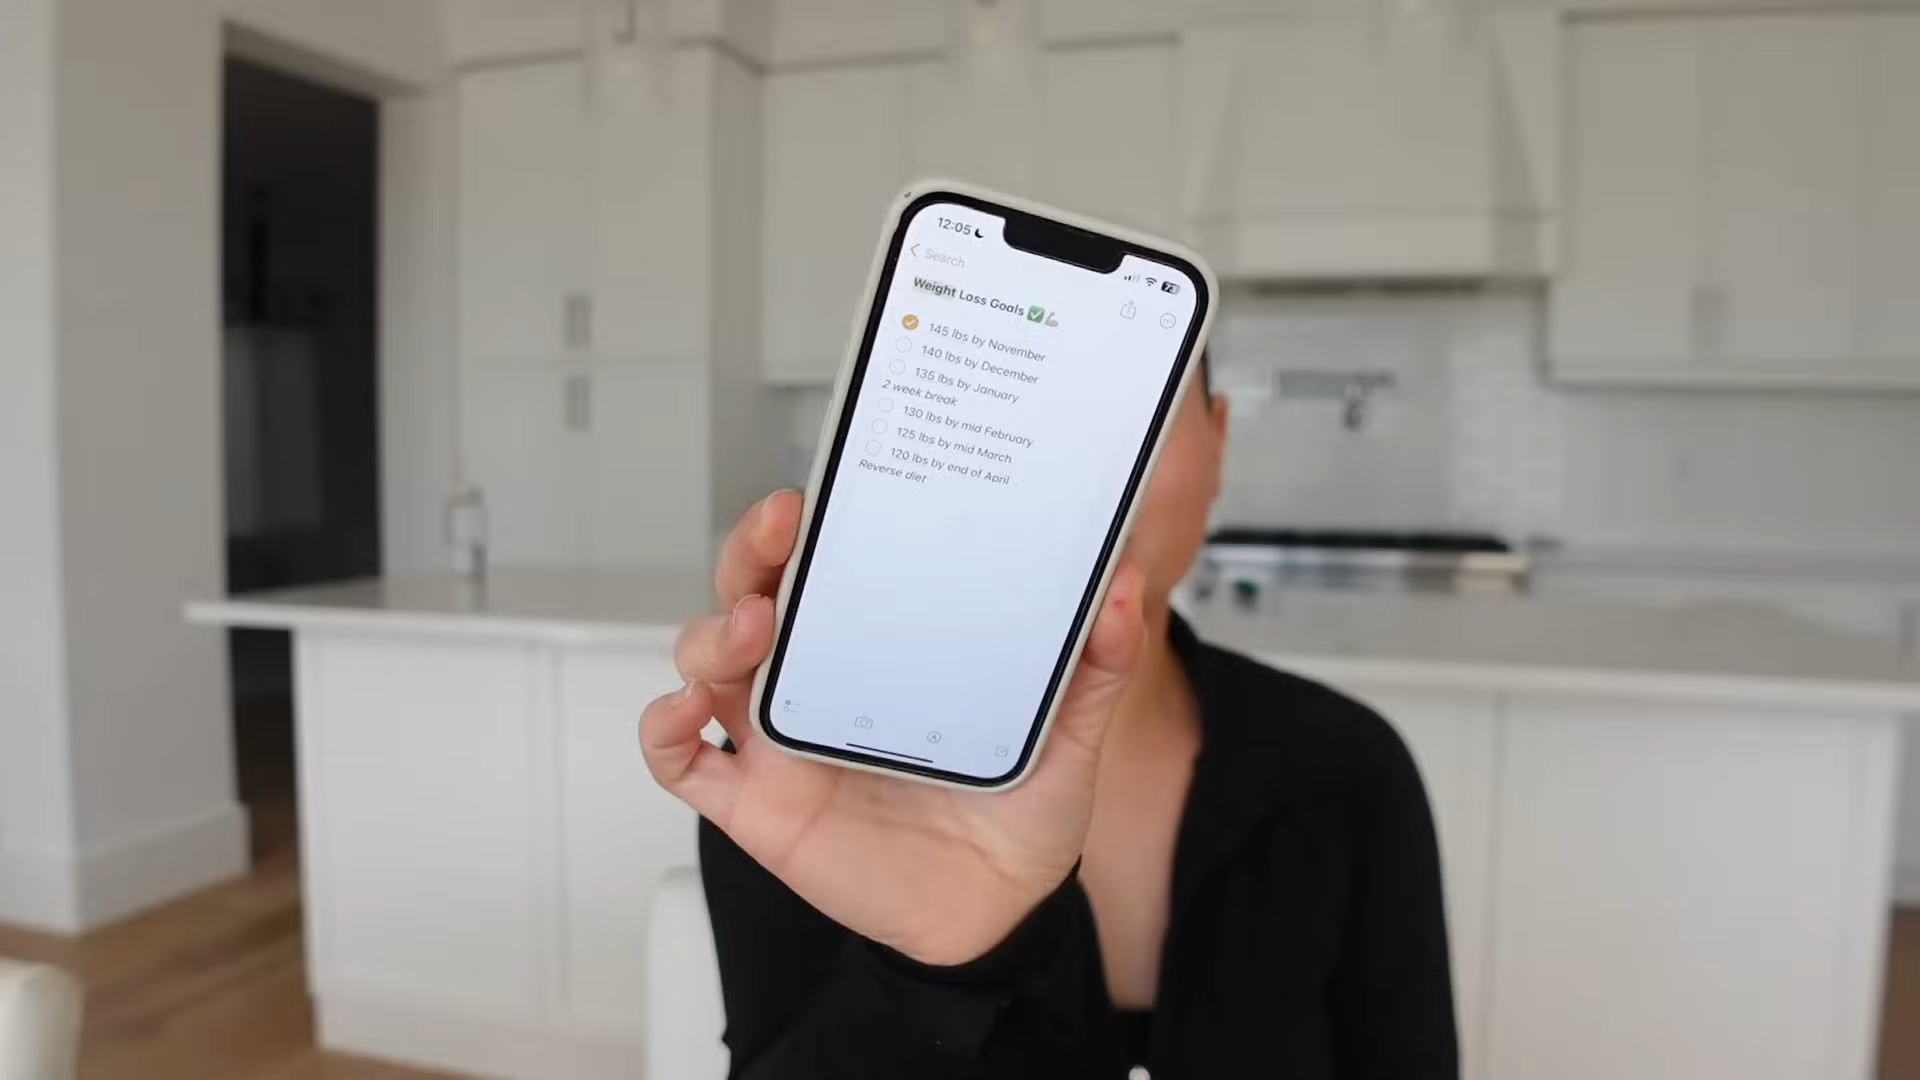 12:05
73
Search
Weight Loss Goals ✅💪
145 lbs by November
140 lbs by December
135 lbs by January
2 week break
130 lbs by mid February
125 lbs by mid March
120 lbs by end of April
Reverse diet